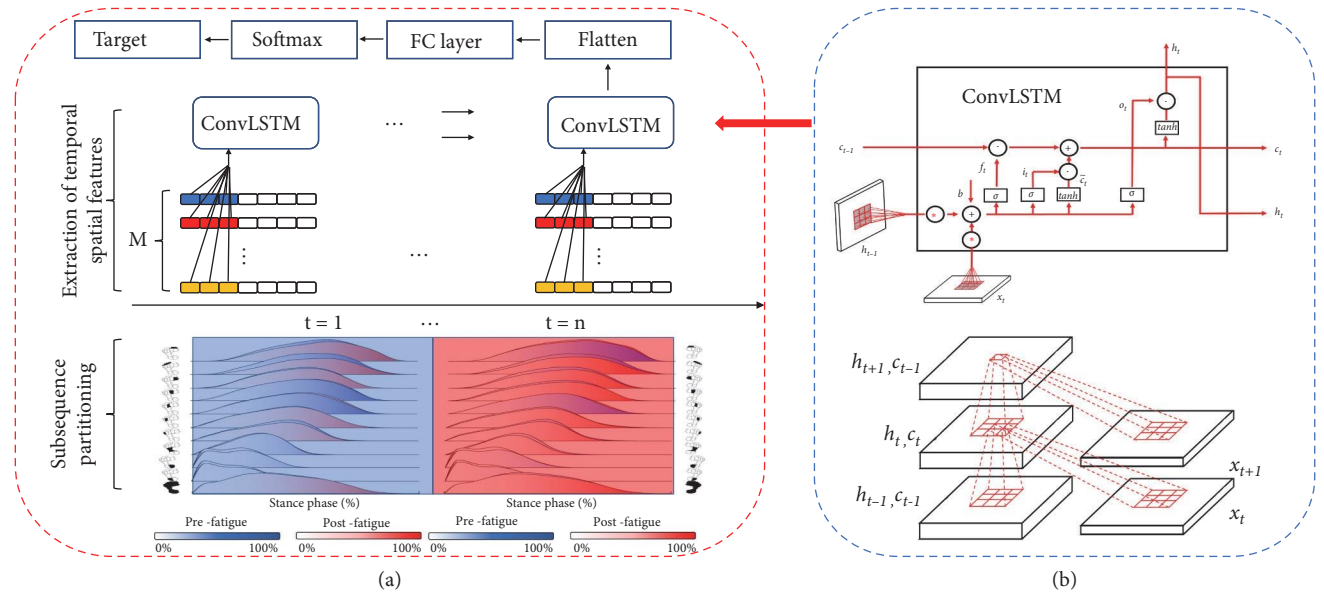 Target
Softmax
FC layer
Flatten
Extraction of temporal
spatial features
ConvLSTM
...
ConvLSTM
M
...
t = 1
...
t = n
Subsequence
partitioning
Stance phase (%)
Stance phase (%)
Pre -fatigue
Post -fatigue
Pre -fatigue
Post -fatigue
0%
100%
0%
100%
0%
100%
0%
100%
(a)
h_t
ConvLSTM
o_t
tanh
c_{t-1}
c_t
f_t
i_t
c̄_t
b
σ
σ
tanh
σ
h_t
h_{t-1}
x_t
h_{t+1},c_{t-1}
h_t,c_t
x_{t+1}
h_{t-1},c_{t-1}
x_t
(b)